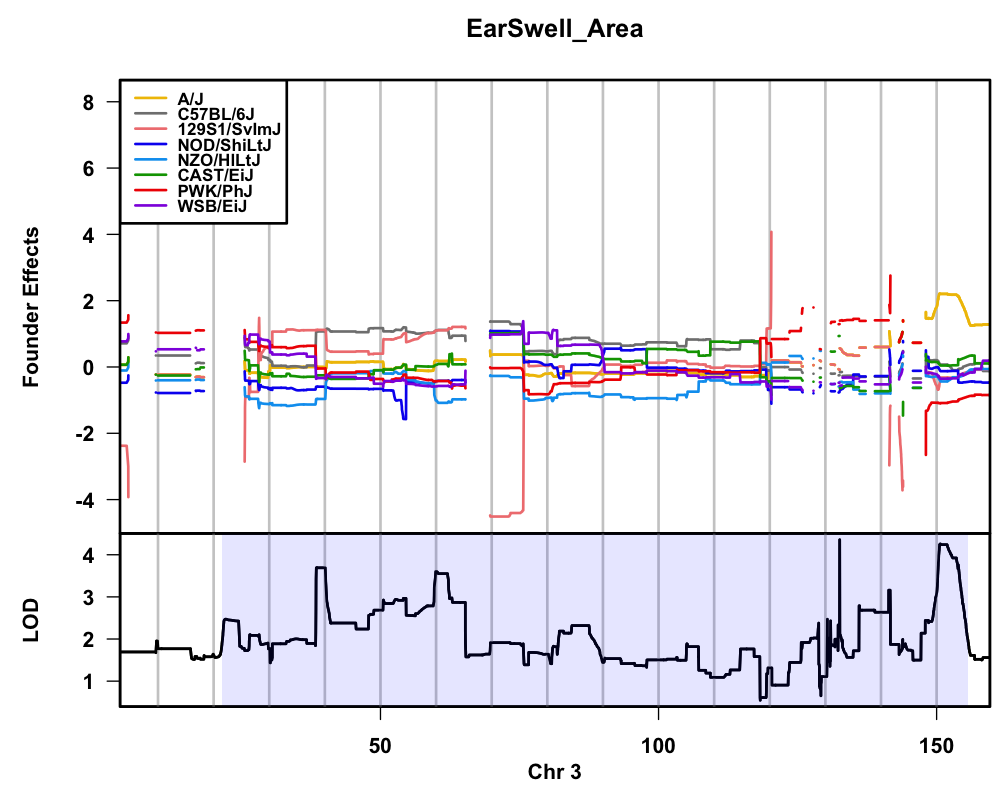 EarSwell_Area
A/J
C57BL/6J
129S1/SvImJ
NOD/ShiLtJ
NZO/HlLtJ
CAST/EiJ
PWK/PhJ
WSB/EiJ
Founder Effects
8
6
4
2
0
-2
-4
LOD
4
3
2
1
50
100
150
Chr 3